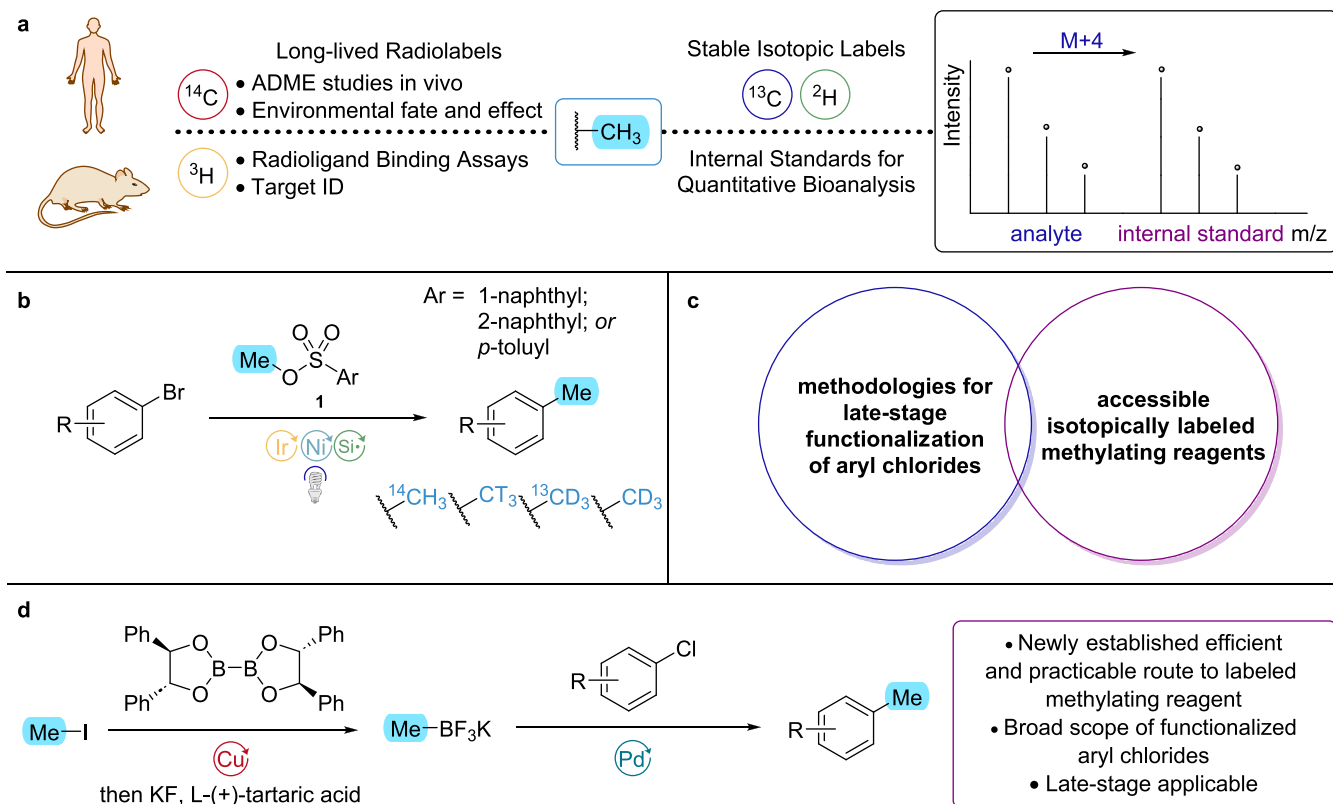 a
Long-lived Radiolabels
¹⁴C
• ADME studies in vivo
• Environmental fate and effect
³H
• Radioligand Binding Assays
• Target ID
CH₃
Stable Isotopic Labels
¹³C ²H
Internal Standards for
Quantitative Bioanalysis
M+4
Intensity
analyte internal standard m/z
b
Ar = 1-naphthyl;
2-naphthyl; or
p-toluyl
O O
Me S
O Ar
1
Br
R
Ir Ni Si•
Me
R
¹⁴CH₃ CT₃ ¹³CD₃ CD₃
c
methodologies for
late-stage
functionalization
of aryl chlorides
accessible
isotopically labeled
methylating reagents
d
Ph Ph
O O
B B
O O
Ph Ph
Me I
Cu
then KF, L-(+)-tartaric acid
Me BF₃K
Cl
R
Pd
Me
R
• Newly established efficient
and practicable route to labeled
methylating reagent
• Broad scope of functionalized
aryl chlorides
• Late-stage applicable